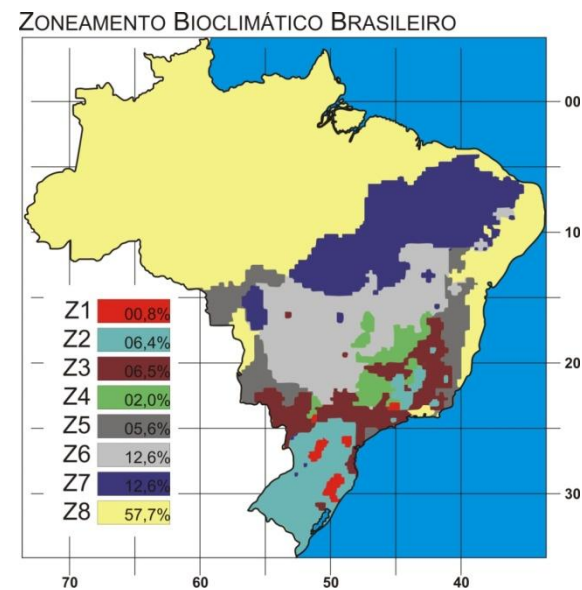 ZONEAMENTO BIOCLIMÁTICO BRASILEIRO
00
10
20
30
Z1 00,8%
Z2 06,4%
Z3 06,5%
Z4 02,0%
Z5 05,6%
Z6 12,6%
Z7 12,6%
Z8 57,7%
70 60 50 40